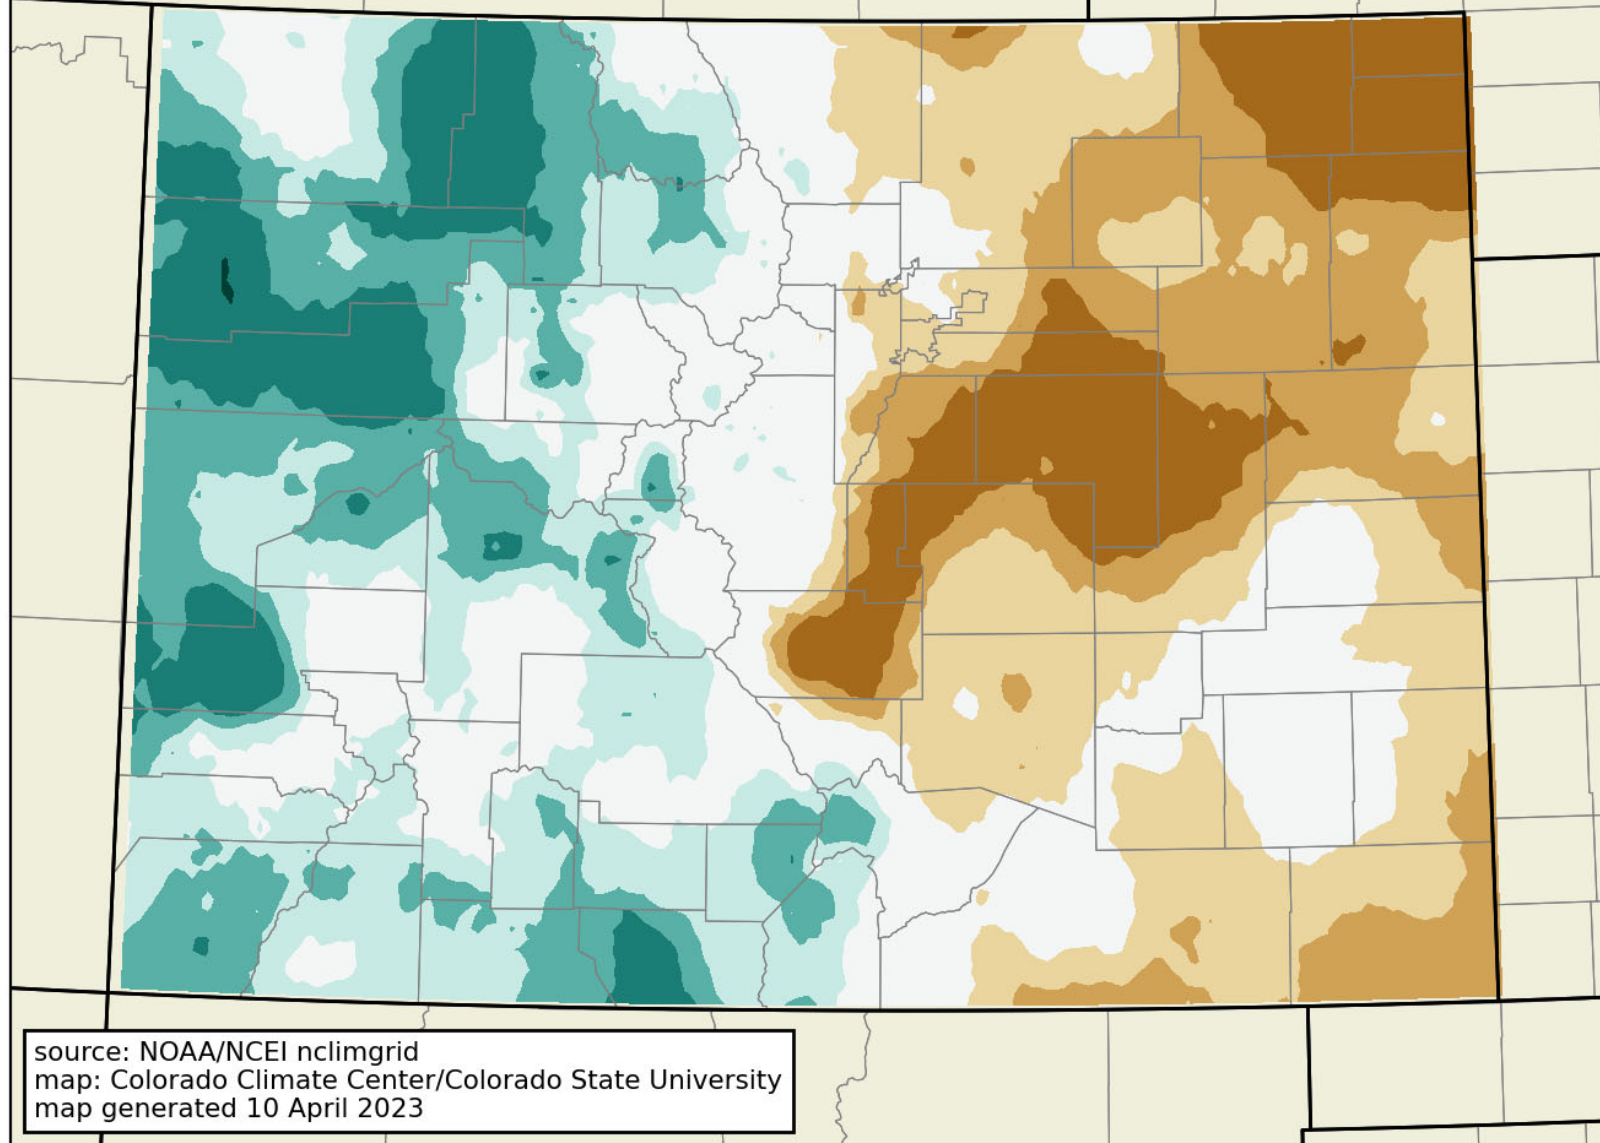 source: NOAA/NCEI nclimgrid
map: Colorado Climate Center/Colorado State University
map generated 10 April 2023